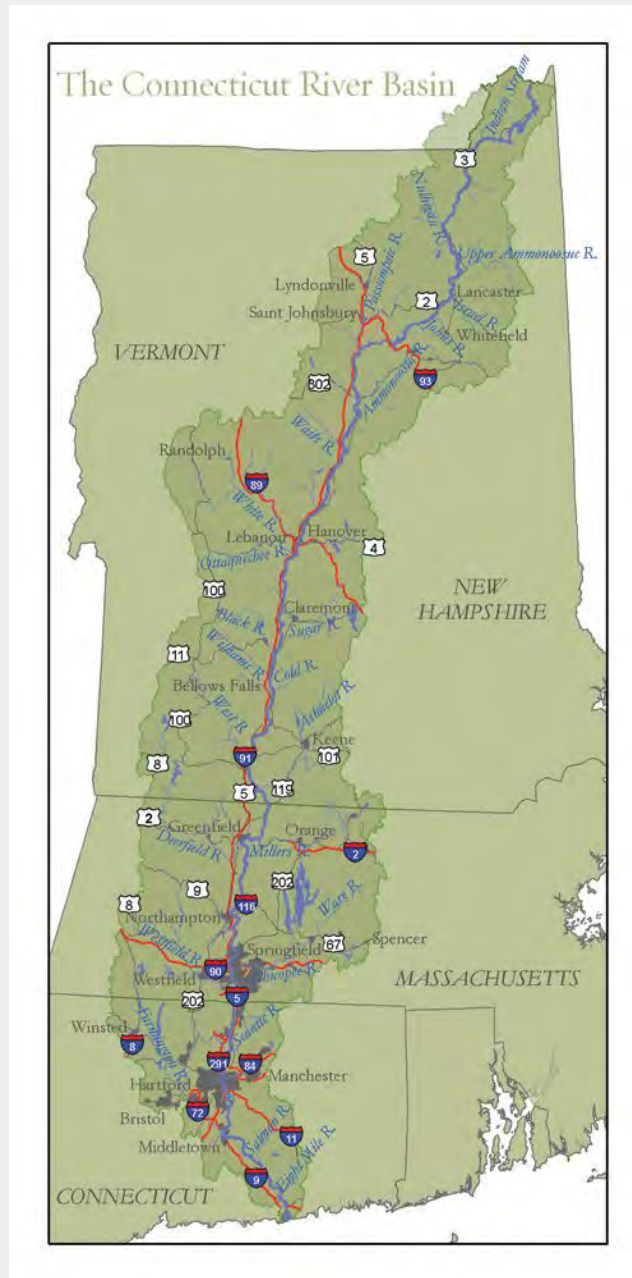 The Connecticut River Basin
Indian Stream
3
Nulhegan R.
Upper Ammonoosuc R.
5
Passumpsic R.
Lyndonville
2
Lancaster
Israel R.
Saint Johnsbury
Johns R.
Whitefield
VERMONT
302
Ammonoosuc R.
93
Waits R.
Randolph
89
White R.
Lebanon
Hanover
4
Ottauquechee R.
100
NEW
HAMPSHIRE
Claremont
Black R.
Sugar R.
11
Williams R.
Cold R.
Bellows Falls
100
West R.
Ashuelot R.
Keene
91
101
8
5
119
2
Greenfield
Orange
Deerfield R.
Millers R.
2
9
202
8
116
Ware R.
Northampton
67
Spencer
Westfield R.
Springfield
90
Chicopee R.
Westfield
MASSACHUSETTS
5
202
Scantic R.
Winsted
Farmington R.
8
291
84
Hartford
Manchester
72
Bristol
Salmon R.
11
Middletown
Eight Mile R.
9
CONNECTICUT